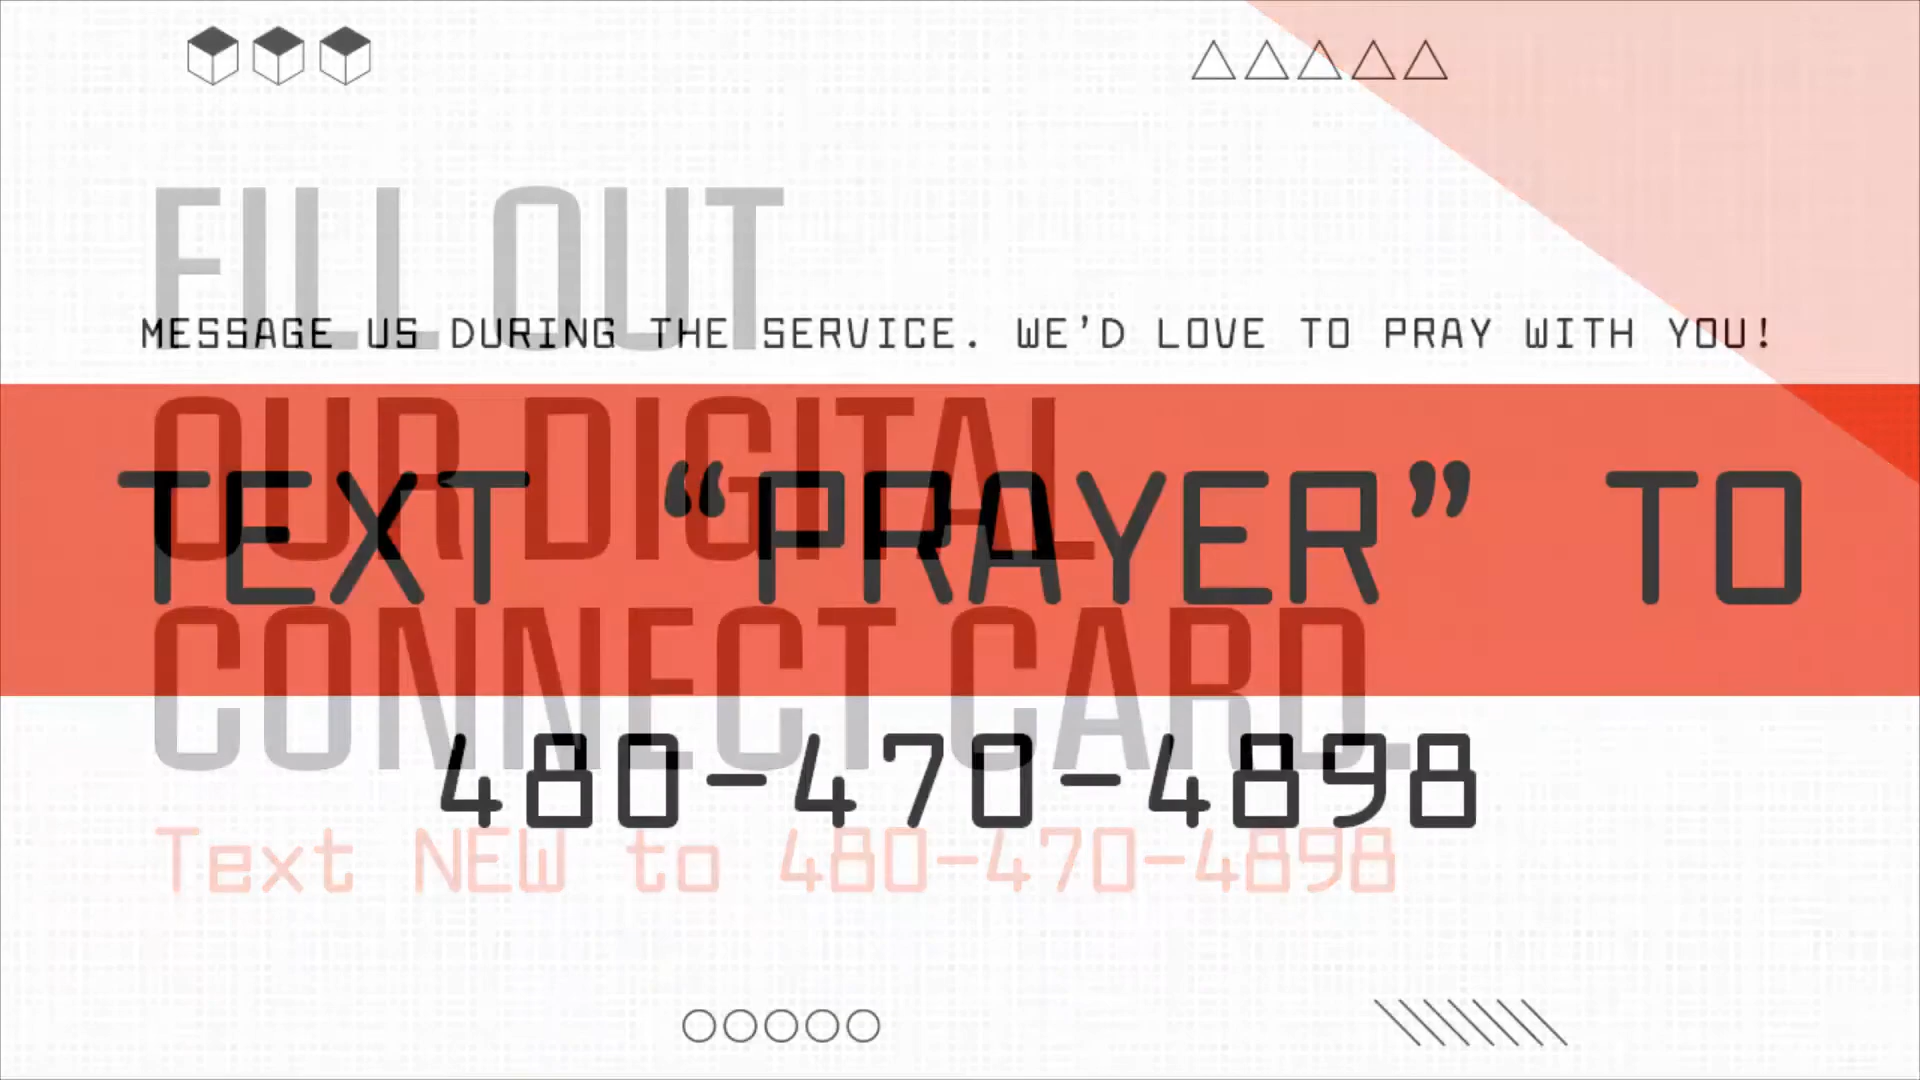 FILL OUT
MESSAGE US DURING THE SERVICE. WE’D LOVE TO PRAY WITH YOU!
OUR DIGITAL
TEXT “PRAYER” TO
CONNECT CARD.
480-470-4898
Text NEW to 480-470-4898